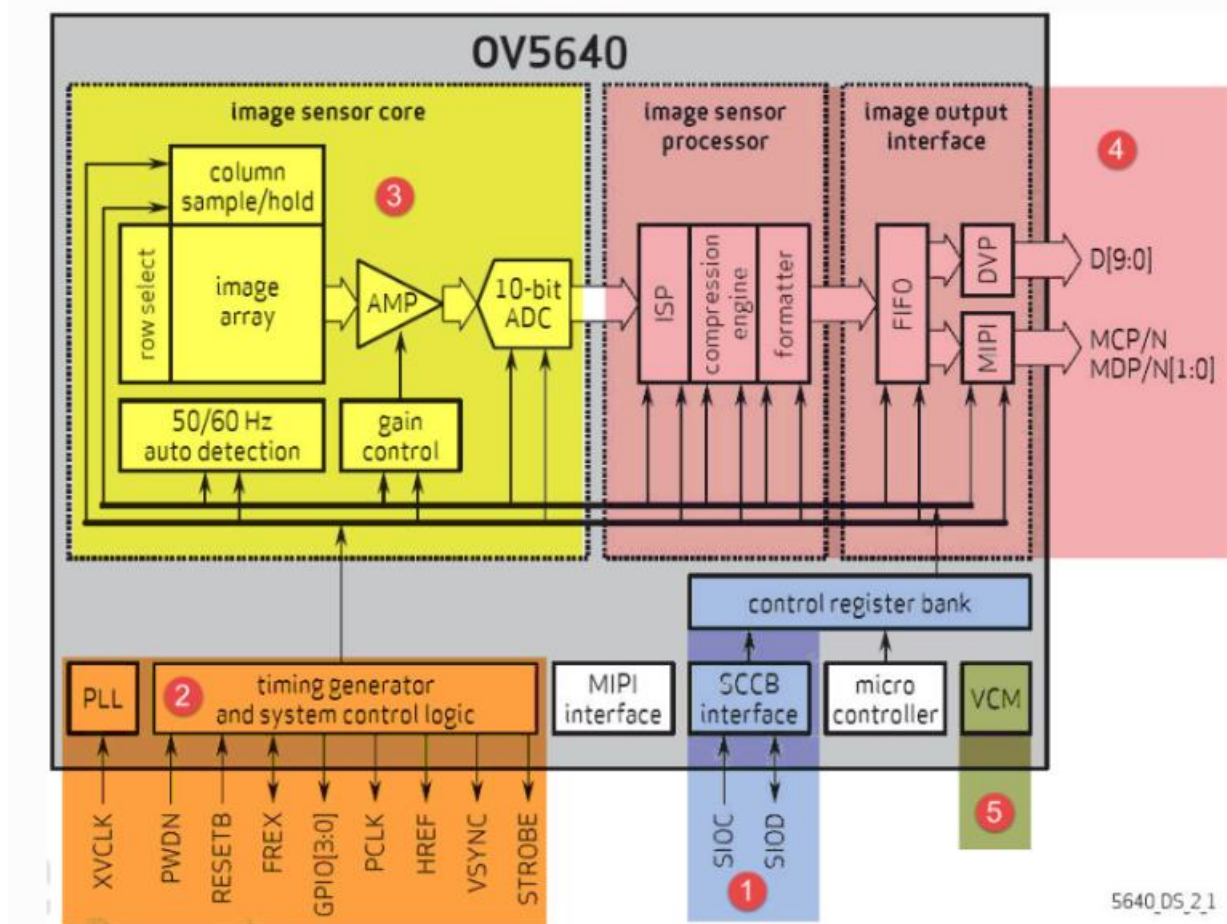 OV5640
image sensor core
image sensor
processor
image output
interface
4
column
sample/hold
3
row select
image
array
AMP
10-bit
ADC
ISP
compression
engine
formatter
FIFO
DVP
MIPI
D[9:0]
MCP/N
MDP/N[1:0]
50/60 Hz
auto detection
gain
control
control register bank
PLL
2
timing generator
and system control logic
MIPI
interface
SCCB
interface
micro
controller
VCM
XVCLK
PWDN
RESETB
FREX
GPIO[3:0]
PCLK
HREF
VSYNC
STROBE
SIOC
SIOD
1
5
5640_DS_2_1